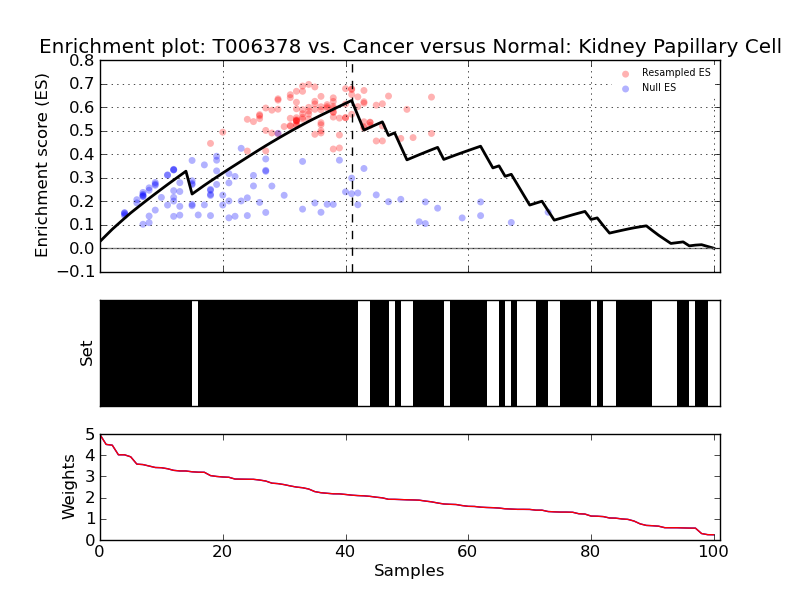 Enrichment plot: T006378 vs. Cancer versus Normal: Kidney Papillary Cell
Enrichment score (ES)
0.8
0.7
0.6
0.5
0.4
0.3
0.2
0.1
0.0
−0.1
Resampled ES
Null ES
Set
Weights
5
4
3
2
1
0
0 20 40 60 80 100
Samples